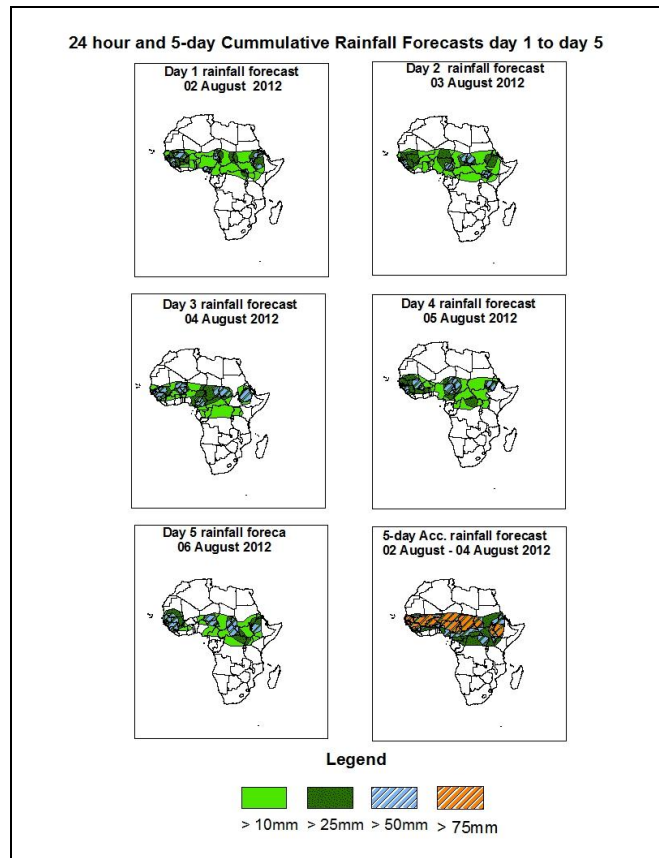 24 hour and 5-day Cummulative Rainfall Forecasts day 1 to day 5
Day 1 rainfall forecast
02 August 2012
Day 2 rainfall forecast
03 August 2012
Day 3 rainfall forecast
04 August 2012
Day 4 rainfall forecast
05 August 2012
Day 5 rainfall foreca
06 August 2012
5-day Acc. rainfall forecast
02 August - 04 August 2012
Legend
> 10mm
> 25mm
> 50mm
> 75mm